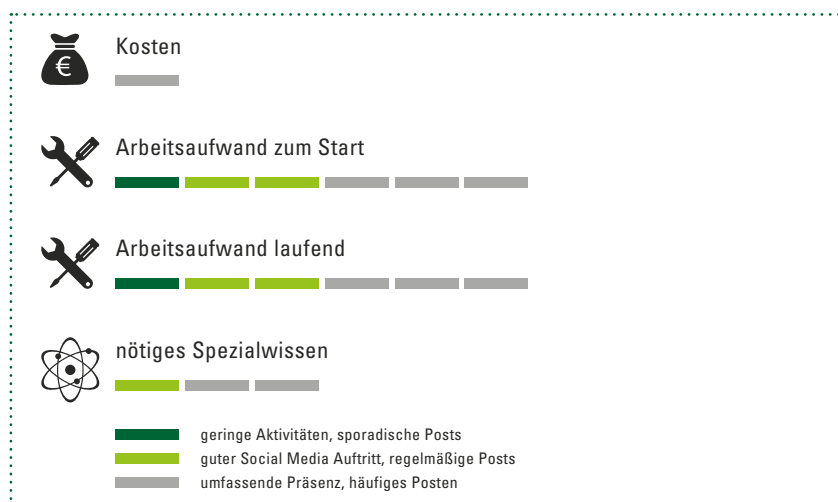 €
Kosten
Arbeitsaufwand zum Start
Arbeitsaufwand laufend
nötiges Spezialwissen
geringe Aktivitäten, sporadische Posts
guter Social Media Auftritt, regelmäßige Posts
umfassende Präsenz, häufiges Posten